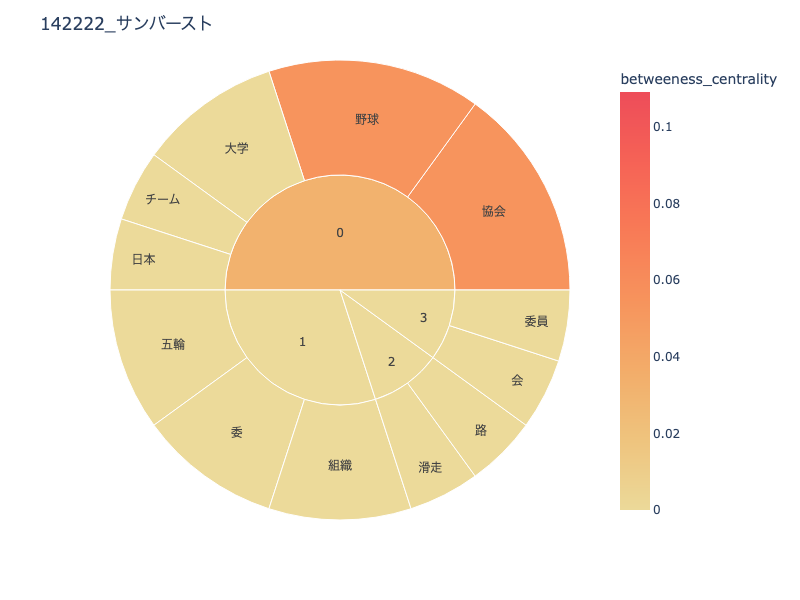 142222_サンバースト
betweeness_centrality
野球
大学
協会
チーム
日本
0
五輪
1
2
3
委員
会
路
滑走
組織
委
0.1
0.08
0.06
0.04
0.02
0